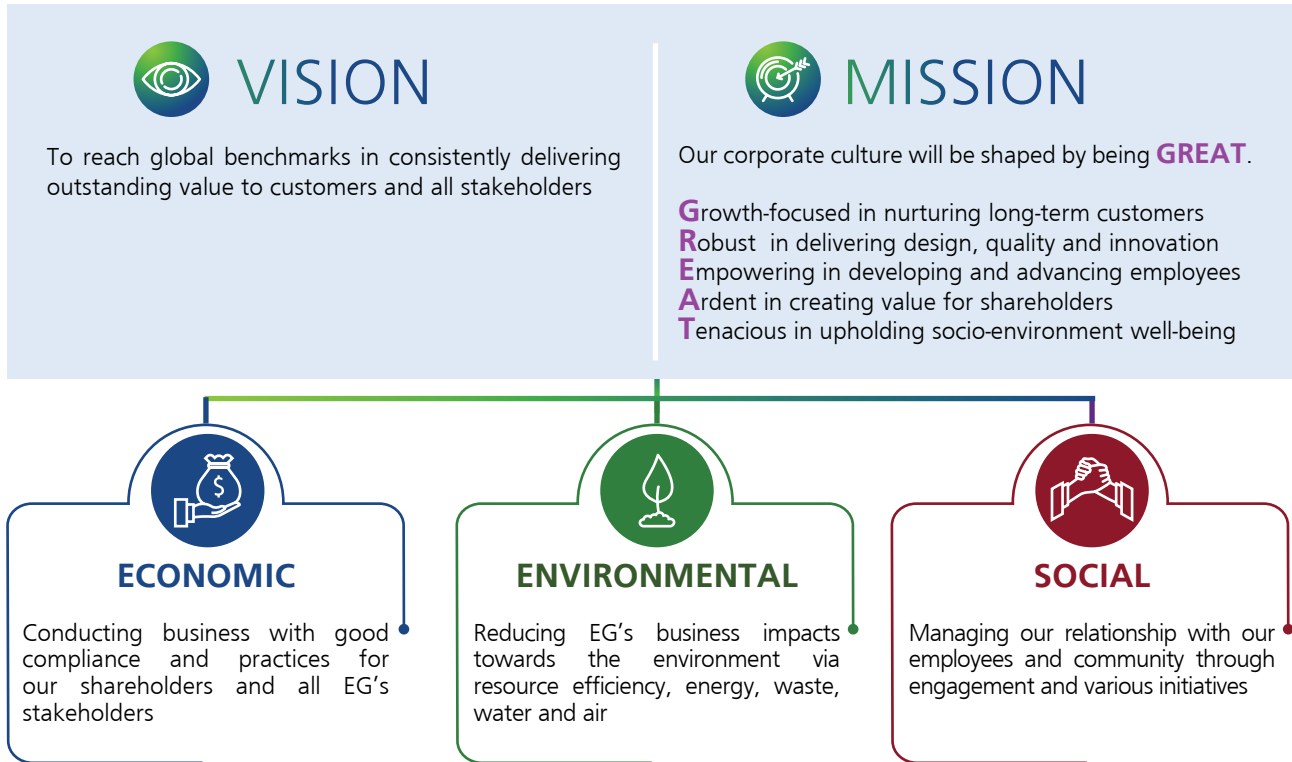 VISION
To reach global benchmarks in consistently delivering
outstanding value to customers and all stakeholders
MISSION
Our corporate culture will be shaped by being GREAT.
Growth-focused in nurturing long-term customers
Robust in delivering design, quality and innovation
Empowering in developing and advancing employees
Ardent in creating value for shareholders
Tenacious in upholding socio-environment well-being
$
ECONOMIC
Conducting business with good
compliance and practices for
our shareholders and all EG's
stakeholders
ENVIRONMENTAL
Reducing EG's business impacts
towards the environment via
resource efficiency, energy, waste,
water and air
SOCIAL
Managing our relationship with our
employees and community through
engagement and various initiatives